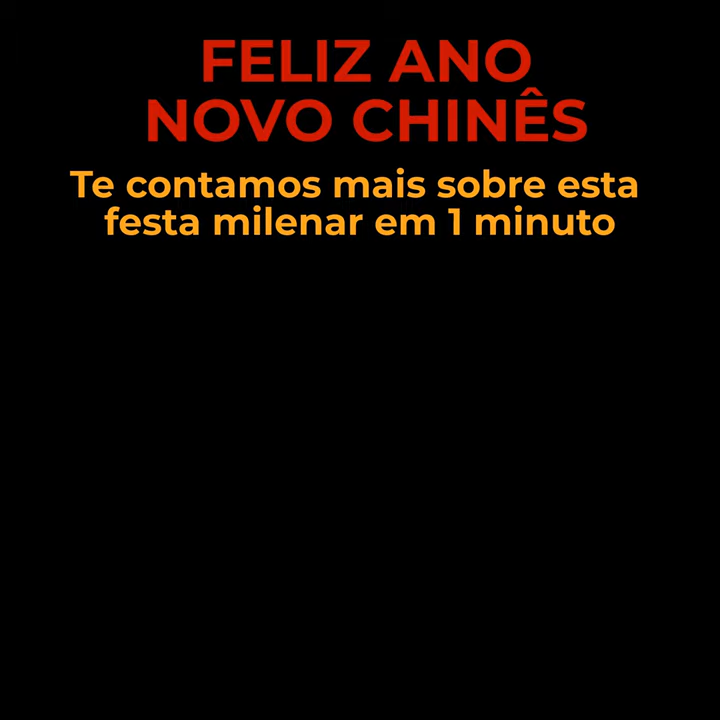 FELIZ ANO
NOVO CHINÊS
Te contamos mais sobre esta
festa milenar em 1 minuto